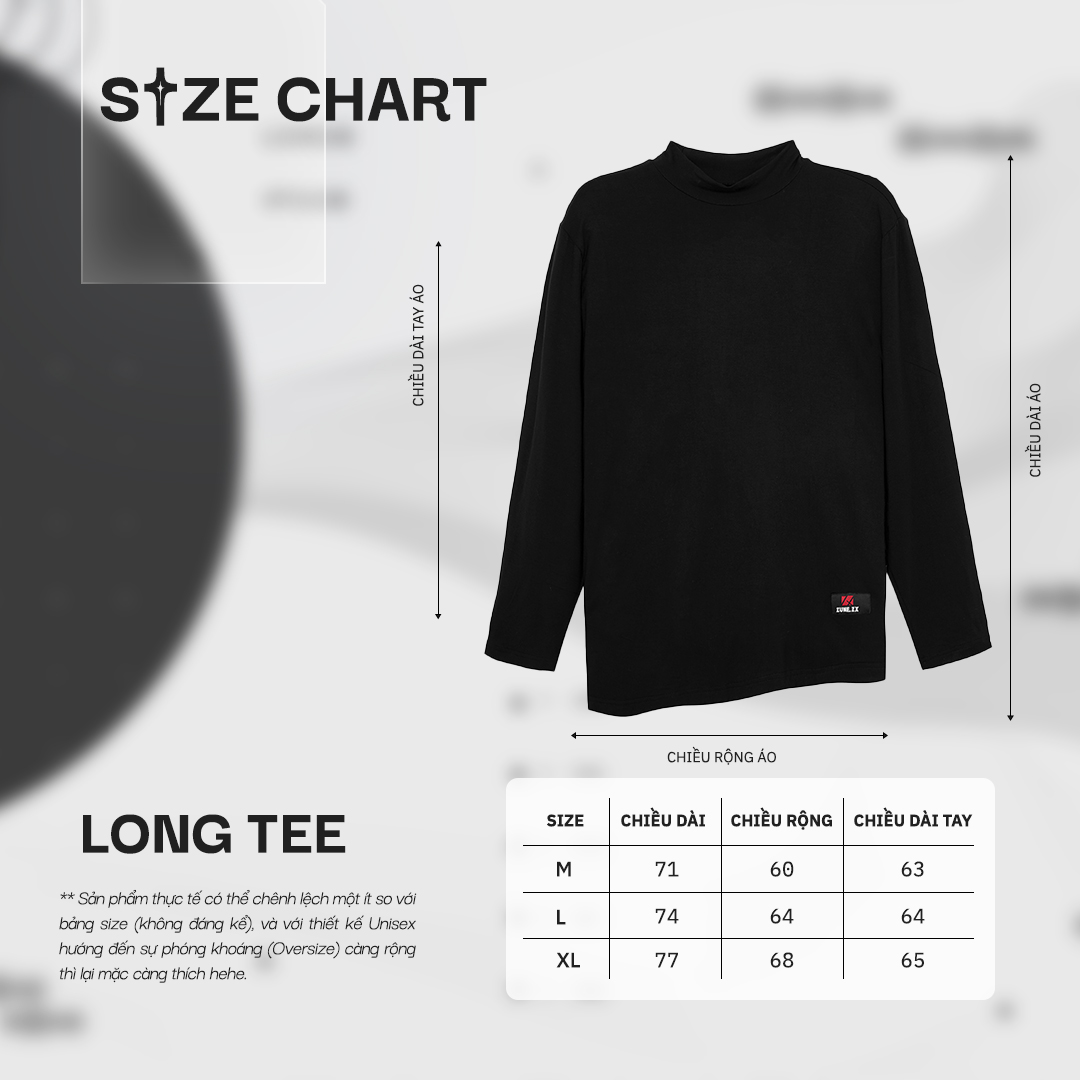 SIZE CHART
CHIỀU DÀI TAY ÁO
CHIỀU DÀI ÁO
CHIỀU RỘNG ÁO
LONG TEE
** Sản phẩm thực tế có thể chênh lệch một ít so với
bảng size (không đáng kể), và với thiết kế Unisex
hướng đến sự phóng khoáng (Oversize) càng rộng
thì lại mặc càng thích hehe.
SIZE CHIỀU DÀI CHIỀU RỘNG CHIỀU DÀI TAY
M 71 60 63
L 74 64 64
XL 77 68 65